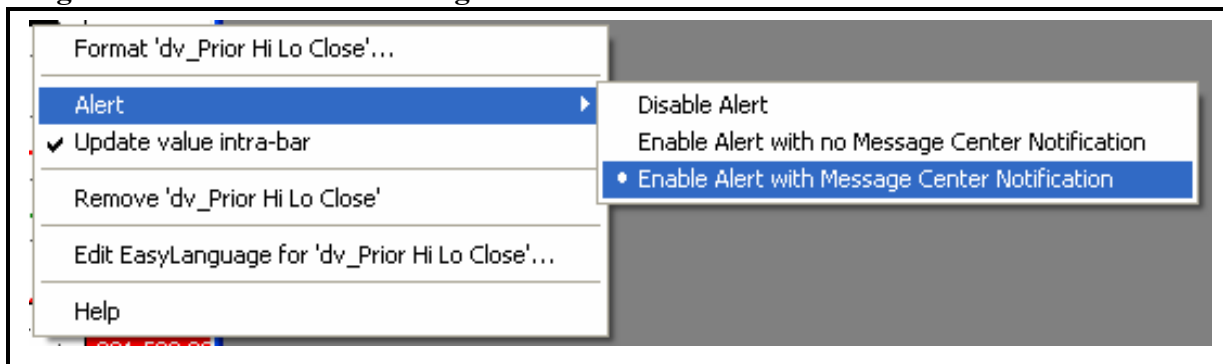 Format 'dv_Prior Hi Lo Close'...
Alert
Disable Alert
Update value intra-bar
Enable Alert with no Message Center Notification
Enable Alert with Message Center Notification
Remove 'dv_Prior Hi Lo Close'
Edit EasyLanguage for 'dv_Prior Hi Lo Close'...
Help